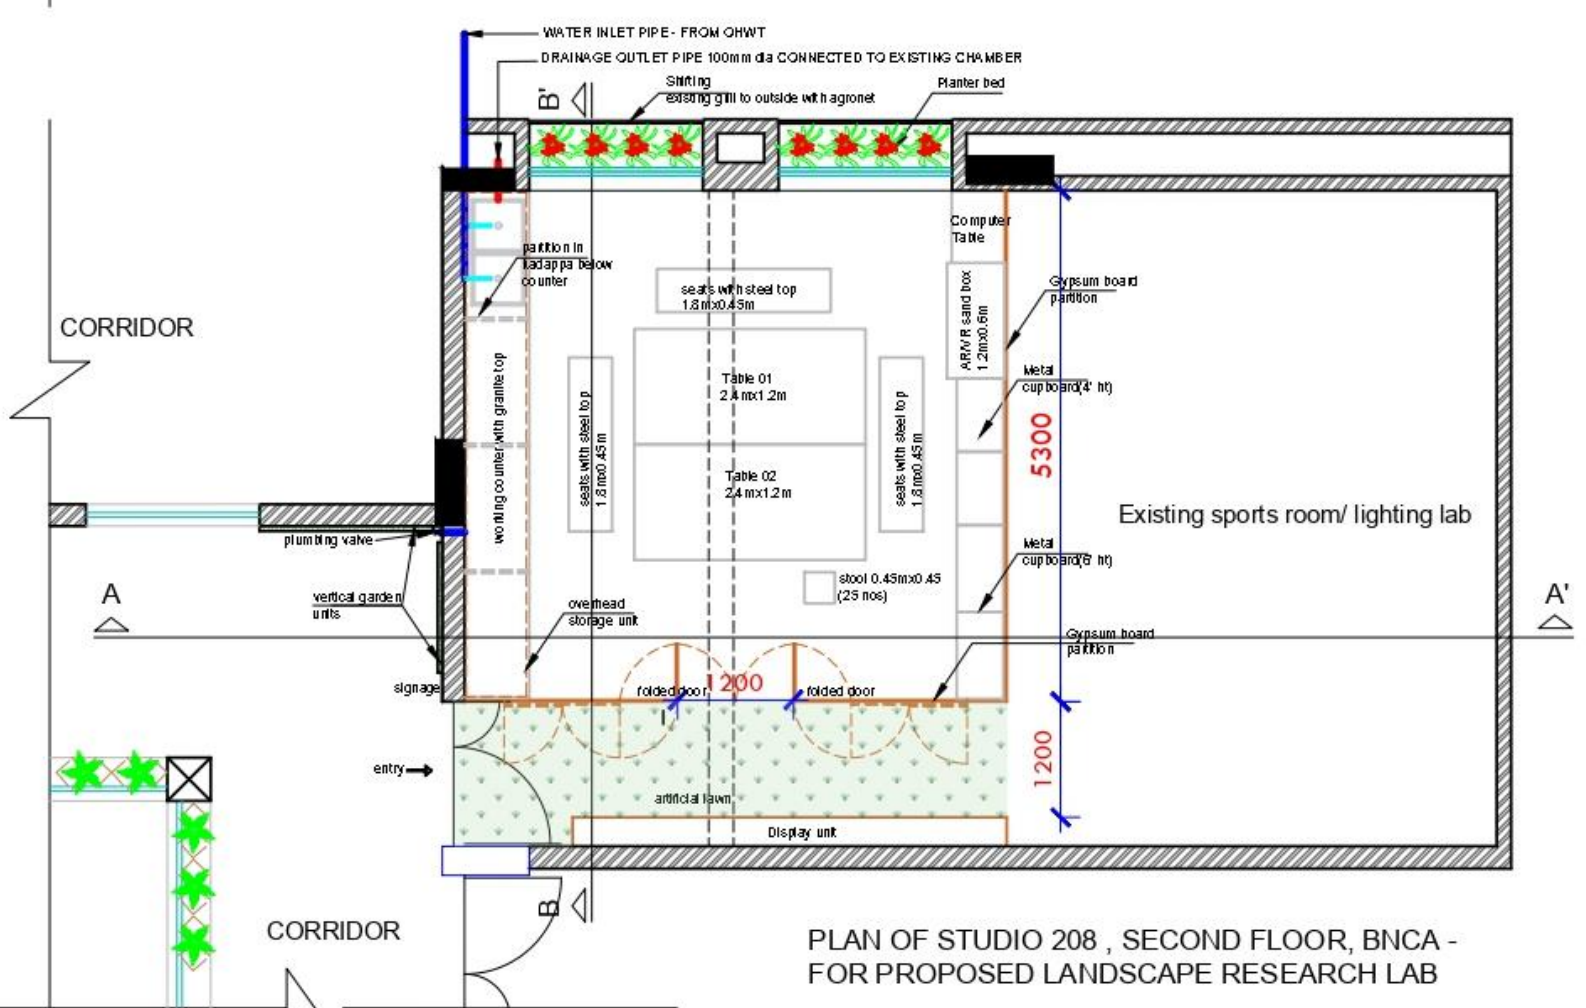 WATER INLET PIPE - FROM OHWT
DRAINAGE OUTLET PIPE 100mm dia CONNECTED TO EXISTING CHAMBER
Shifting
existing grill to outside with agronet
Planter bed
B'
Computer
Table
partition in
kadappa below
counter
seats with steel top
1.8mx0.45m
AR/VR sand box
1.2mx0.6m
Gypsum board
partition
CORRIDOR
working counter with granite top
seats with steel top
1.8mx0.45m
Table 01
2.4mx1.2m
seats with steel top
1.8mx0.45m
Metal
cupboard(4' ht)
5300
Table 02
2.4mx1.2m
Existing sports room/ lighting lab
plumbing valve
Metal
cupboard(6' ht)
stool 0.45mx0.45
(25 nos)
A
A'
vertical garden
units
overhead
storage unit
Gypsum board
partition
signage
folded door
1200
folded door
entry
1200
artificial lawn
Display unit
B
CORRIDOR
PLAN OF STUDIO 208 , SECOND FLOOR, BNCA -
FOR PROPOSED LANDSCAPE RESEARCH LAB